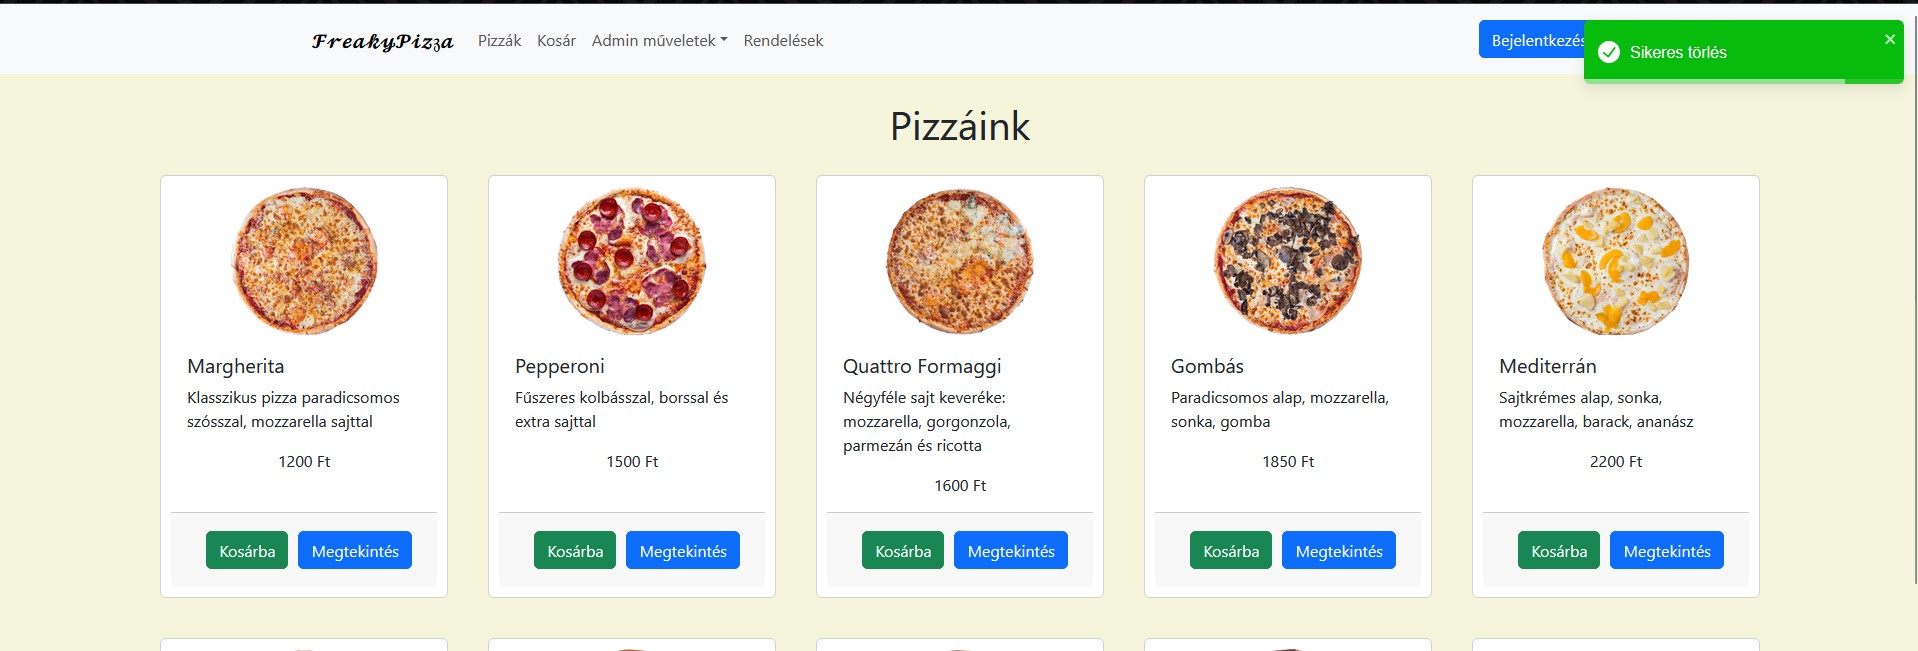 FreakyPizza Pizzák Kosár Admin műveletek Rendelések Bejelentkezés
Sikeres törlés
Pizzáink
Margherita
Klasszikus pizza paradicsomos
szósszal, mozzarella sajttal
1200 Ft
Kosárba Megtekintés
Pepperoni
Fűszeres kolbásszal, borssal és
extra sajttal
1500 Ft
Kosárba Megtekintés
Quattro Formaggi
Négyféle sajt keveréke:
mozzarella, gorgonzola,
parmezán és ricotta
1600 Ft
Kosárba Megtekintés
Gombás
Paradicsomos alap, mozzarella,
sonka, gomba
1850 Ft
Kosárba Megtekintés
Mediterrán
Sajtkrémes alap, sonka,
mozzarella, barack, ananász
2200 Ft
Kosárba Megtekintés